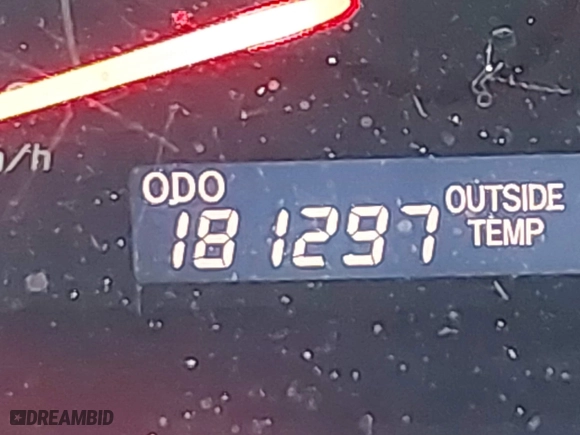 /h
ODO
181297
OUTSIDE
TEMP
DREAMBID